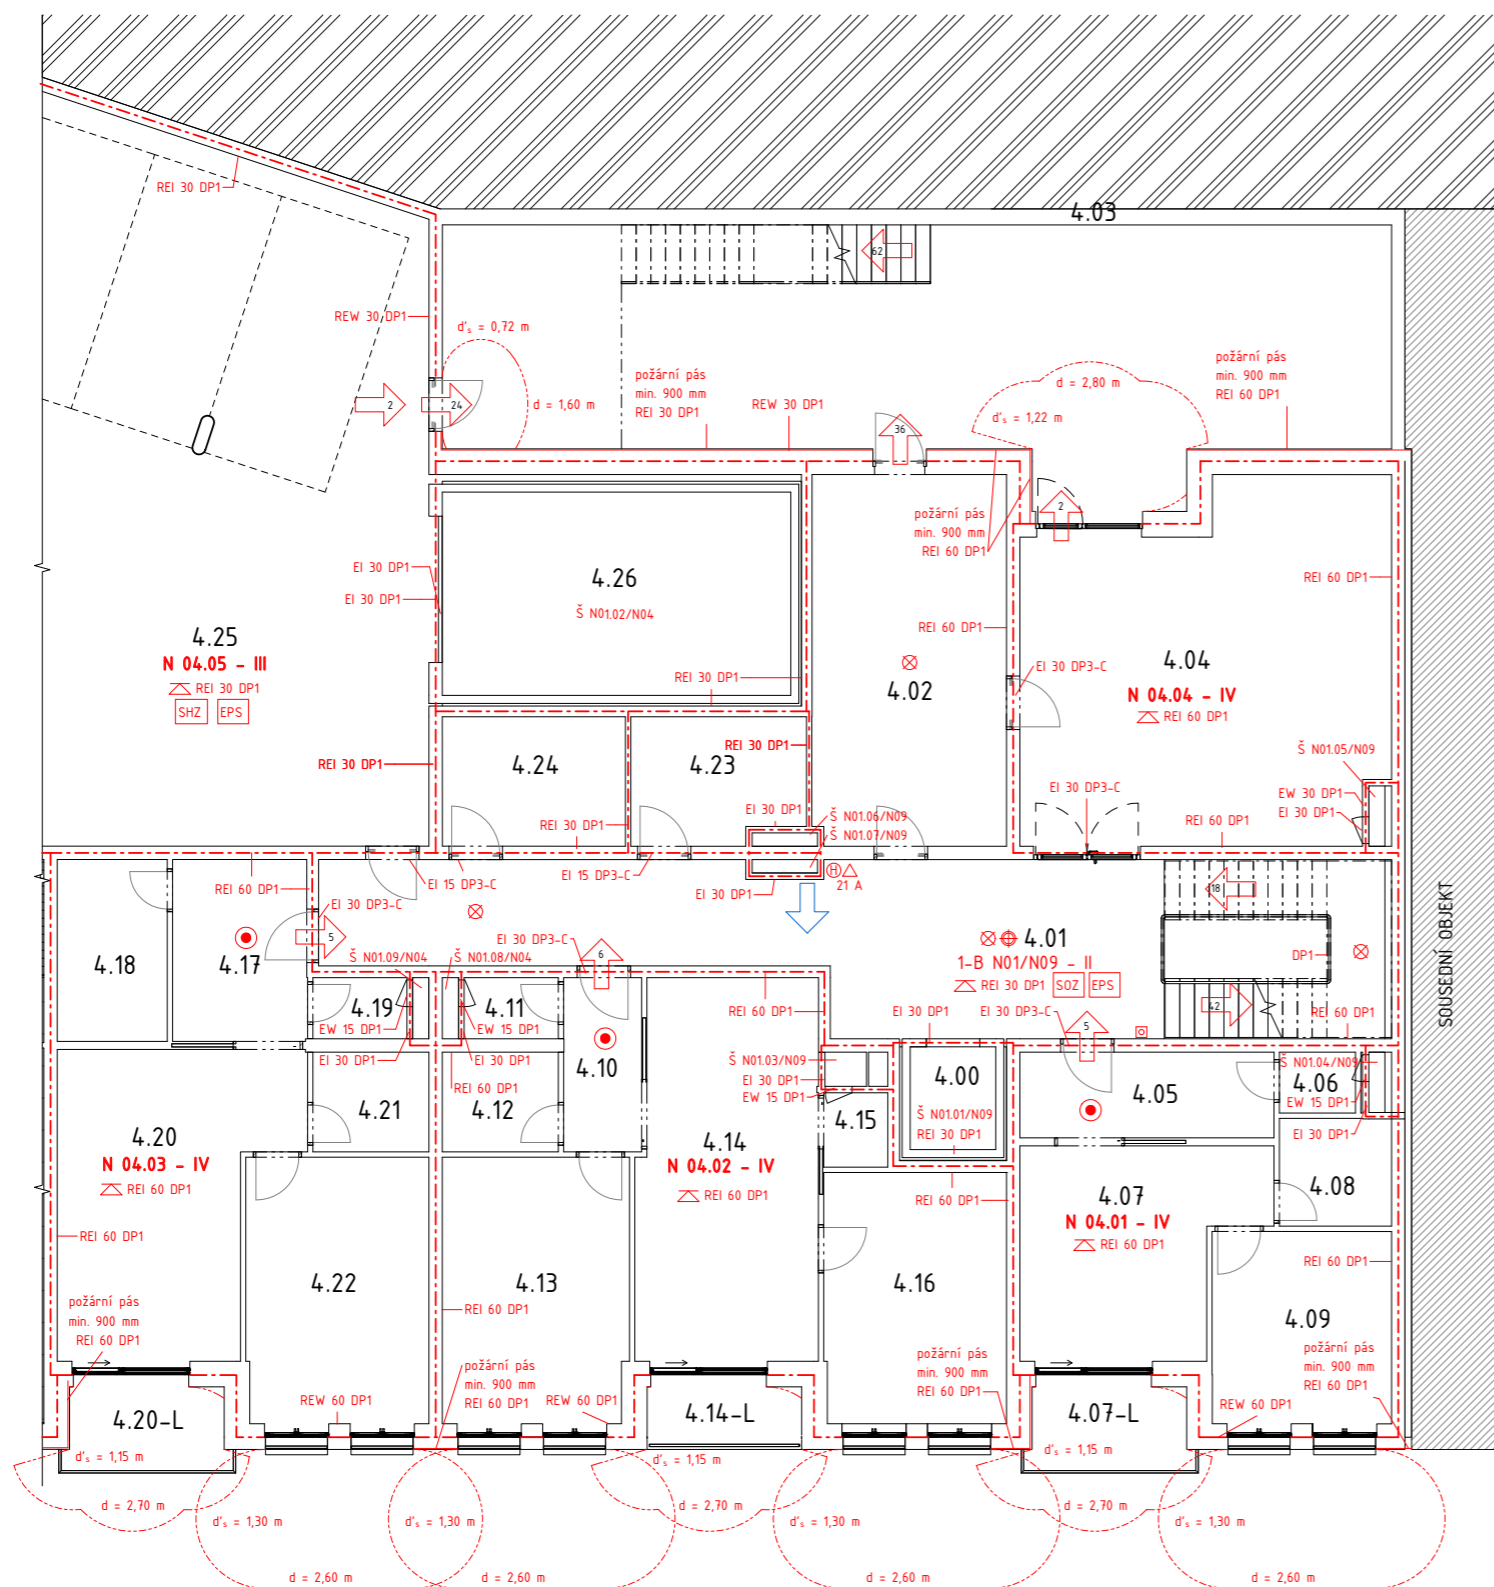 4.03
REI 30 DP1
62
REW 30 DP1
d's = 0,72 m
požární pás
min. 900 mm
REI 30 DP1
REW 30 DP1
d = 1,60 m
2
24
36
požární pás
min. 900 mm
REI 60 DP1
d = 2,80 m
d's = 1,22 m
požární pás
min. 900 mm
REI 60 DP1
2
EI 30 DP1
EI 30 DP1
4.26
Š N01.02/N04
REI 30 DP1
REI 60 DP1
REI 60 DP1
4.25
N 04.05 - III
REI 30 DP1
SHZ
EPS
4.02
EI 30 DP3-C
4.04
N 04.04 - IV
REI 60 DP1
REI 30 DP1
4.24
4.23
REI 30 DP1
REI 30 DP1
EI 30 DP1
Š N01.06/N09
Š N01.07/N09
EI 30 DP3-C
REI 60 DP1
Š N01.05/N09
EW 30 DP1
EI 30 DP1
EI 15 DP3-C
EI 15 DP3-C
EI 30 DP1
H
21 A
REI 60 DP1
EI 30 DP3-C
5
4.18
4.17
EI 30 DP3-C
6
18
4.01
1-B N01/N09 - II
REI 30 DP1
SOZ
EPS
DP1
42
SOUSEDNÍ OBJEKT
Š N01.09/N04
Š N01.08/N04
4.19
EW 15 DP1
4.11
EW 15 DP1
EI 30 DP1
EI 30 DP1
REI 60 DP1
4.10
REI 60 DP1
EI 30 DP1
EI 30 DP3-C
5
REI 60 DP1
Š N01.03/N09
EI 30 DP1
EW 15 DP1
4.00
Š N01.01/N09
REI 30 DP1
4.05
4.06
Š N01.04/N09
EW 15 DP1
EI 30 DP1
4.21
4.12
4.15
4.20
N 04.03 - IV
REI 60 DP1
4.14
N 04.02 - IV
REI 60 DP1
REI 60 DP1
4.07
N 04.01 - IV
REI 60 DP1
4.08
REI 60 DP1
4.22
4.13
REI 60 DP1
4.16
REI 60 DP1
4.09
požární pás
min. 900 mm
REI 60 DP1
požární pás
min. 900 mm
REI 60 DP1
požární pás
min. 900 mm
REI 60 DP1
požární pás
min. 900 mm
REI 60 DP1
4.20-L
REW 60 DP1
REW 60 DP1
4.14-L
4.07-L
REW 60 DP1
d's = 1,15 m
d's = 1,15 m
d's = 1,15 m
d = 2,70 m
d = 2,70 m
d = 2,70 m
d's = 1,30 m
d's = 1,30 m
d's = 1,30 m
d's = 1,30 m
d = 2,60 m
d = 2,60 m
d = 2,60 m
d = 2,60 m